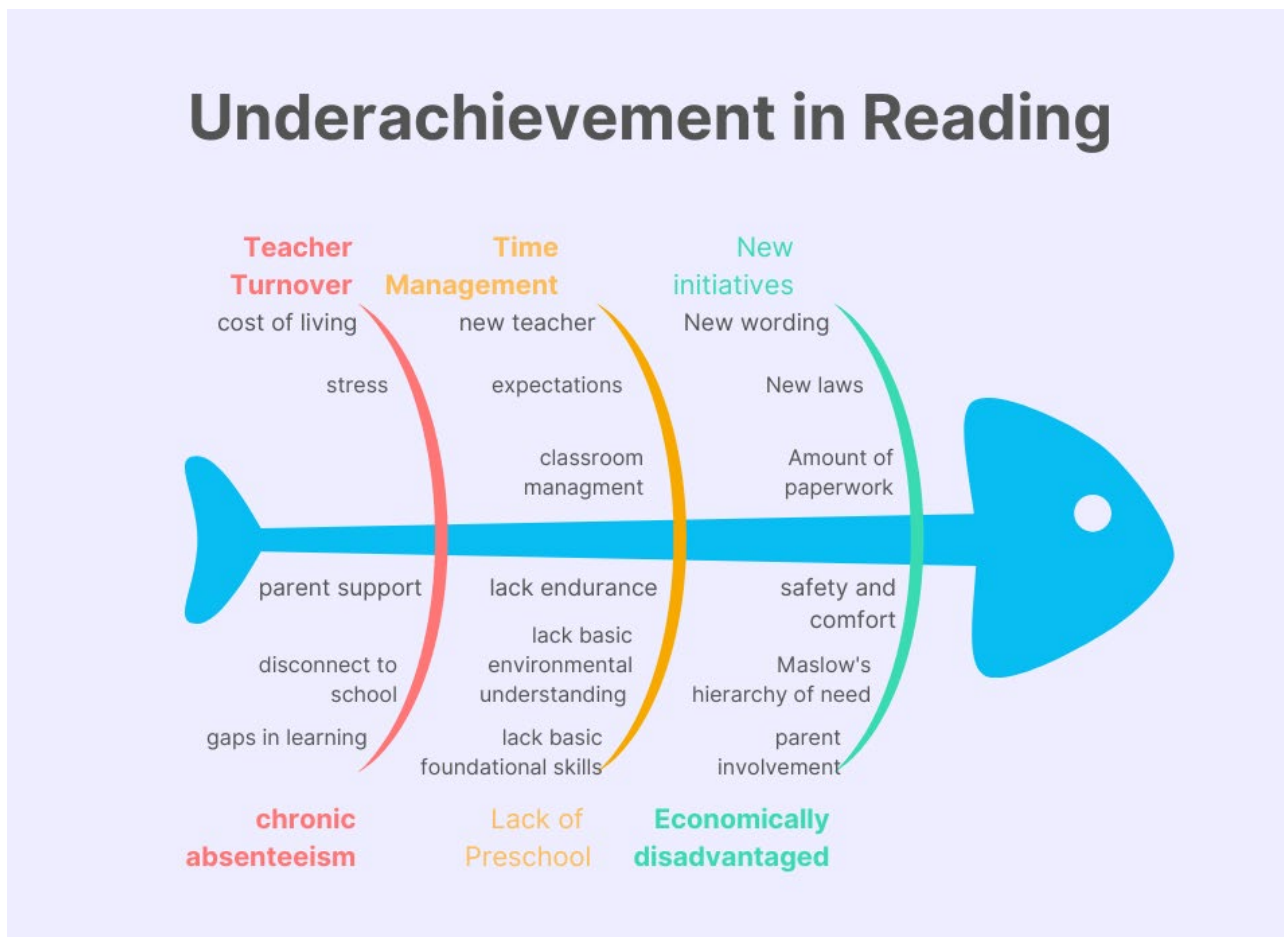 Underachievement in Reading
Teacher
Turnover
cost of living
stress
Time
Management
new teacher
expectations
classroom
managment
New
initiatives
New wording
New laws
Amount of
paperwork
parent support
disconnect to
school
gaps in learning
chronic
absenteeism
lack endurance
lack basic
environmental
understanding
lack basic
foundational skills
Lack of
Preschool
safety and
comfort
Maslow's
hierarchy of need
parent
involvement
Economically
disadvantaged